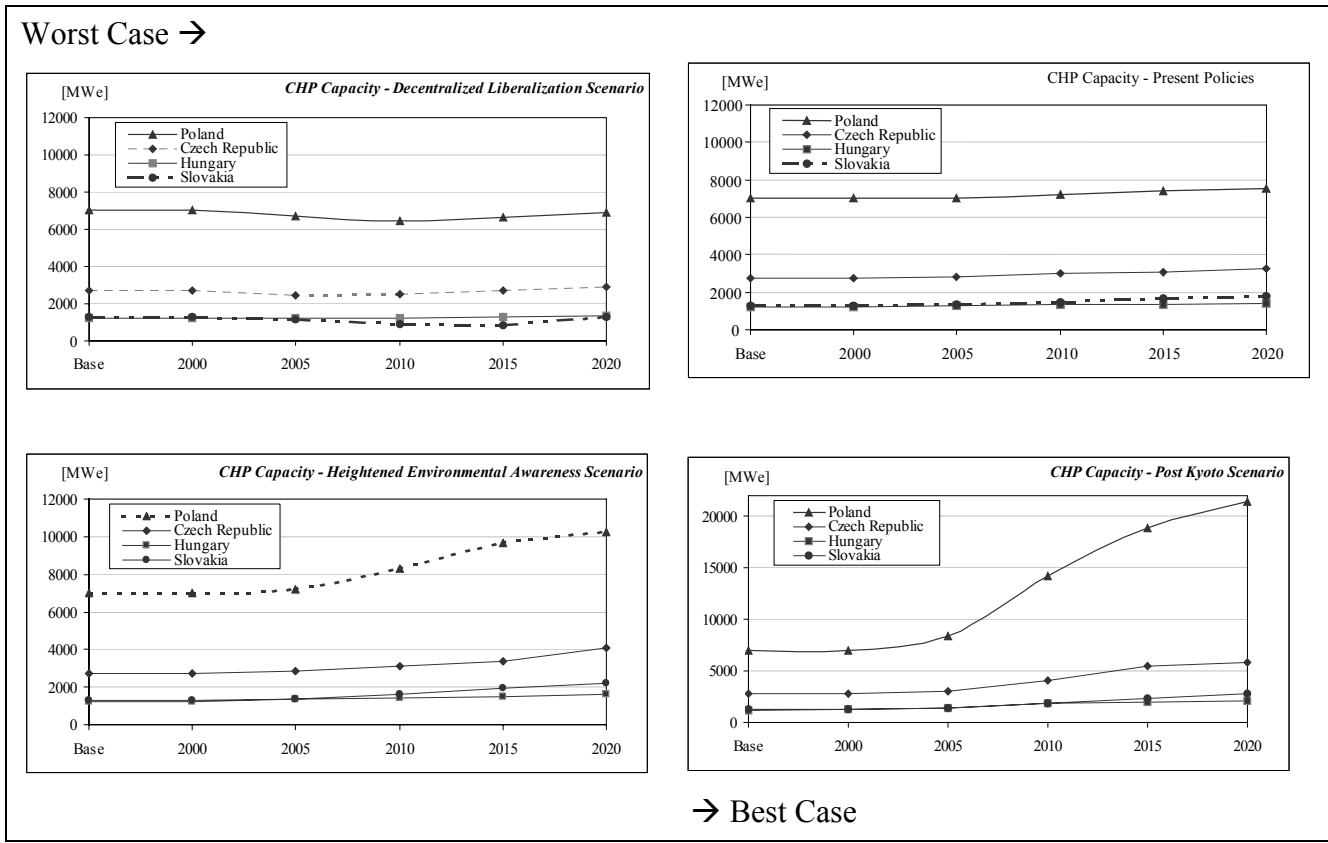 Worst Case →
[MWe]
CHP Capacity - Decentralized Liberalization Scenario
12000
10000
8000
6000
4000
2000
0
Poland
Czech Republic
Hungary
Slovakia
Base 2000 2005 2010 2015 2020
[MWe]
CHP Capacity - Present Policies
12000
10000
8000
6000
4000
2000
0
Poland
Czech Republic
Hungary
Slovakia
Base 2000 2005 2010 2015 2020
[MWe]
CHP Capacity - Heightened Environmental Awareness Scenario
12000
10000
8000
6000
4000
2000
0
Poland
Czech Republic
Hungary
Slovakia
Base 2000 2005 2010 2015 2020
[MWe]
CHP Capacity - Post Kyoto Scenario
20000
15000
10000
5000
0
Poland
Czech Republic
Hungary
Slovakia
Base 2000 2005 2010 2015 2020
→ Best Case